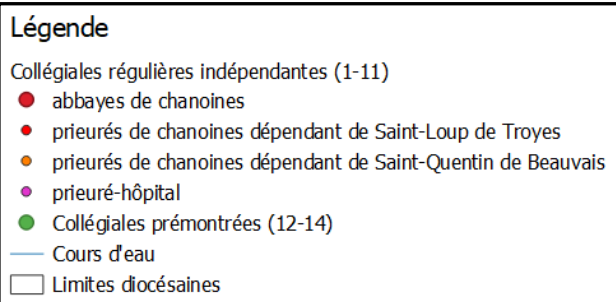 Légende
Collégiales régulières indépendantes (1-11)
abbayes de chanoines
prieurés de chanoines dépendant de Saint-Loup de Troyes
prieurés de chanoines dépendant de Saint-Quentin de Beauvais
prieuré-hôpital
Collégiales prémontrées (12-14)
Cours d'eau
Limites diocésaines